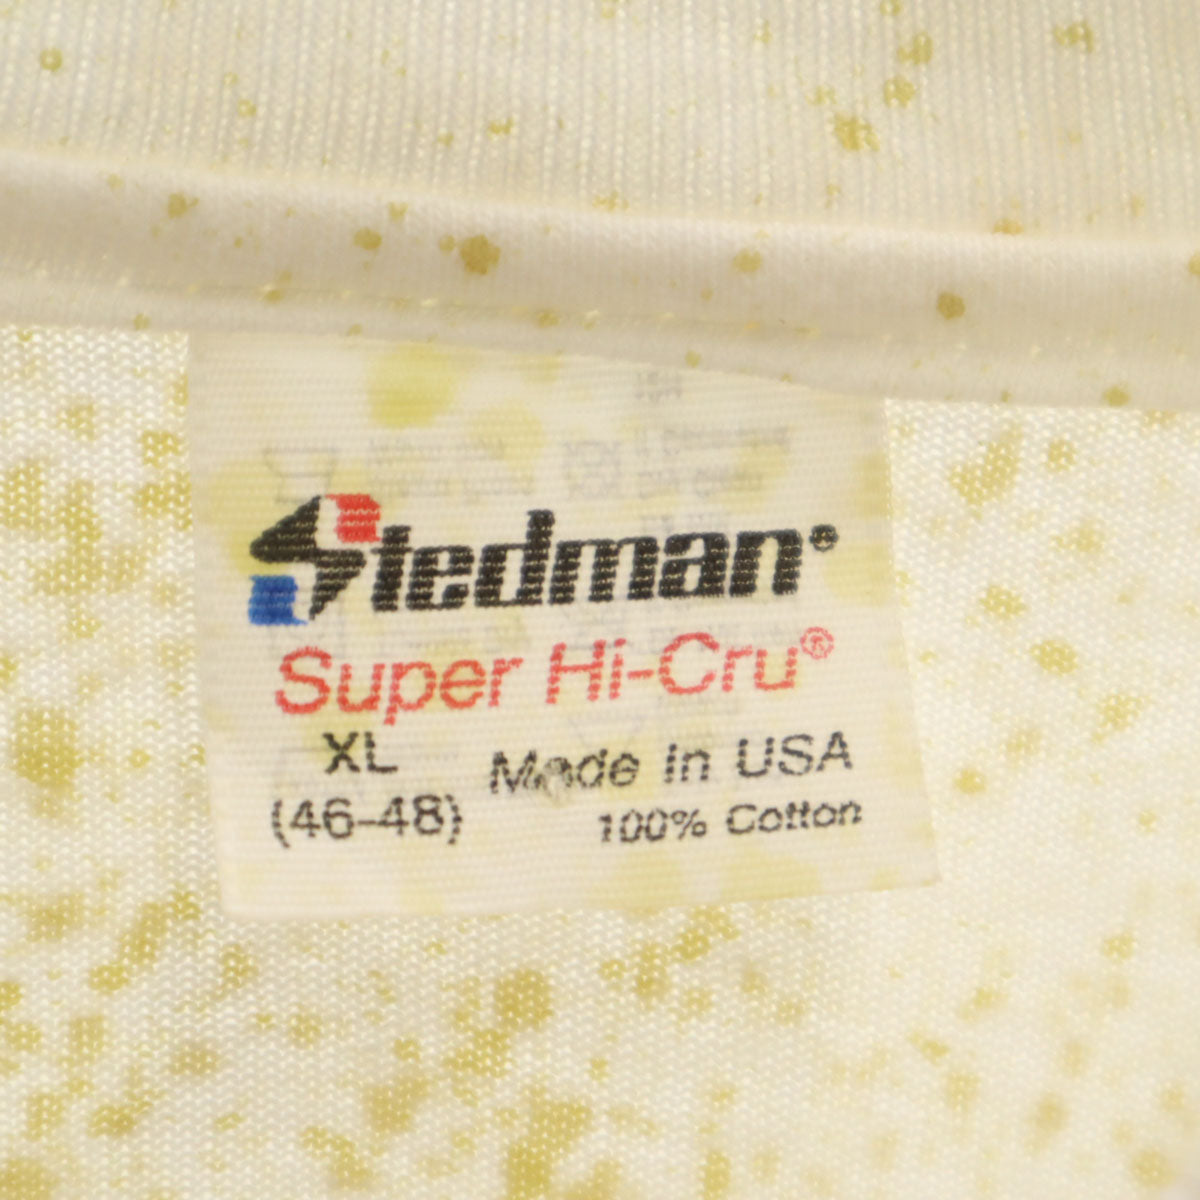 Stedman®
Super Hi-Cru®
XL
(46-48)
Made in USA
100% Cotton